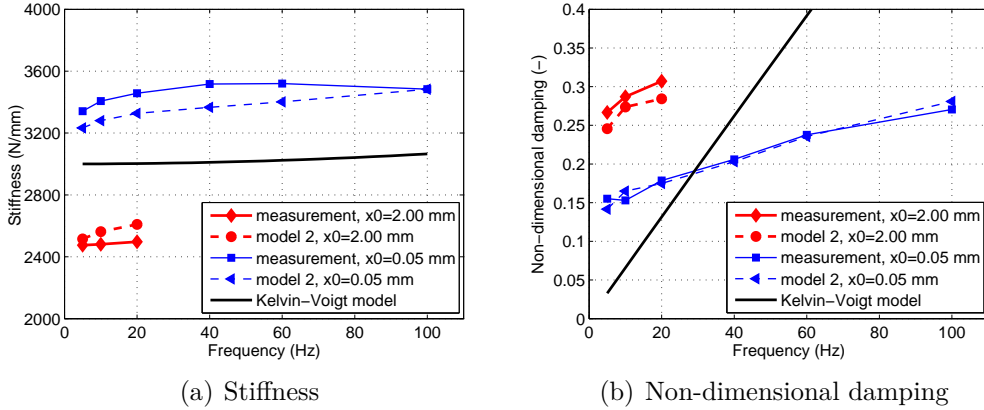 4000
3600
3200
2800
2400
2000
0
20
40
60
80
100
Stiffness (N/mm)
Frequency (Hz)
measurement, x0=2.00 mm
model 2, x0=2.00 mm
measurement, x0=0.05 mm
model 2, x0=0.05 mm
Kelvin−Voigt model
(a) Stiffness
0.4
0.35
0.3
0.25
0.2
0.15
0.1
0.05
0
0
20
40
60
80
100
Non−dimensional damping (−)
Frequency (Hz)
measurement, x0=2.00 mm
model 2, x0=2.00 mm
measurement, x0=0.05 mm
model 2, x0=0.05 mm
Kelvin−Voigt model
(b) Non-dimensional damping